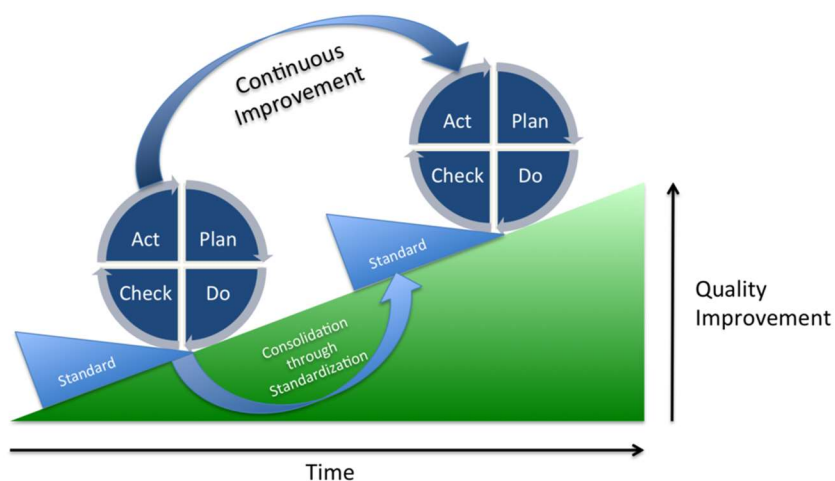 Continuous
Improvement
Act
Plan
Check
Do
Act
Plan
Check
Do
Standard
Standard
Consolidation
through
Standardization
Quality
Improvement
Time